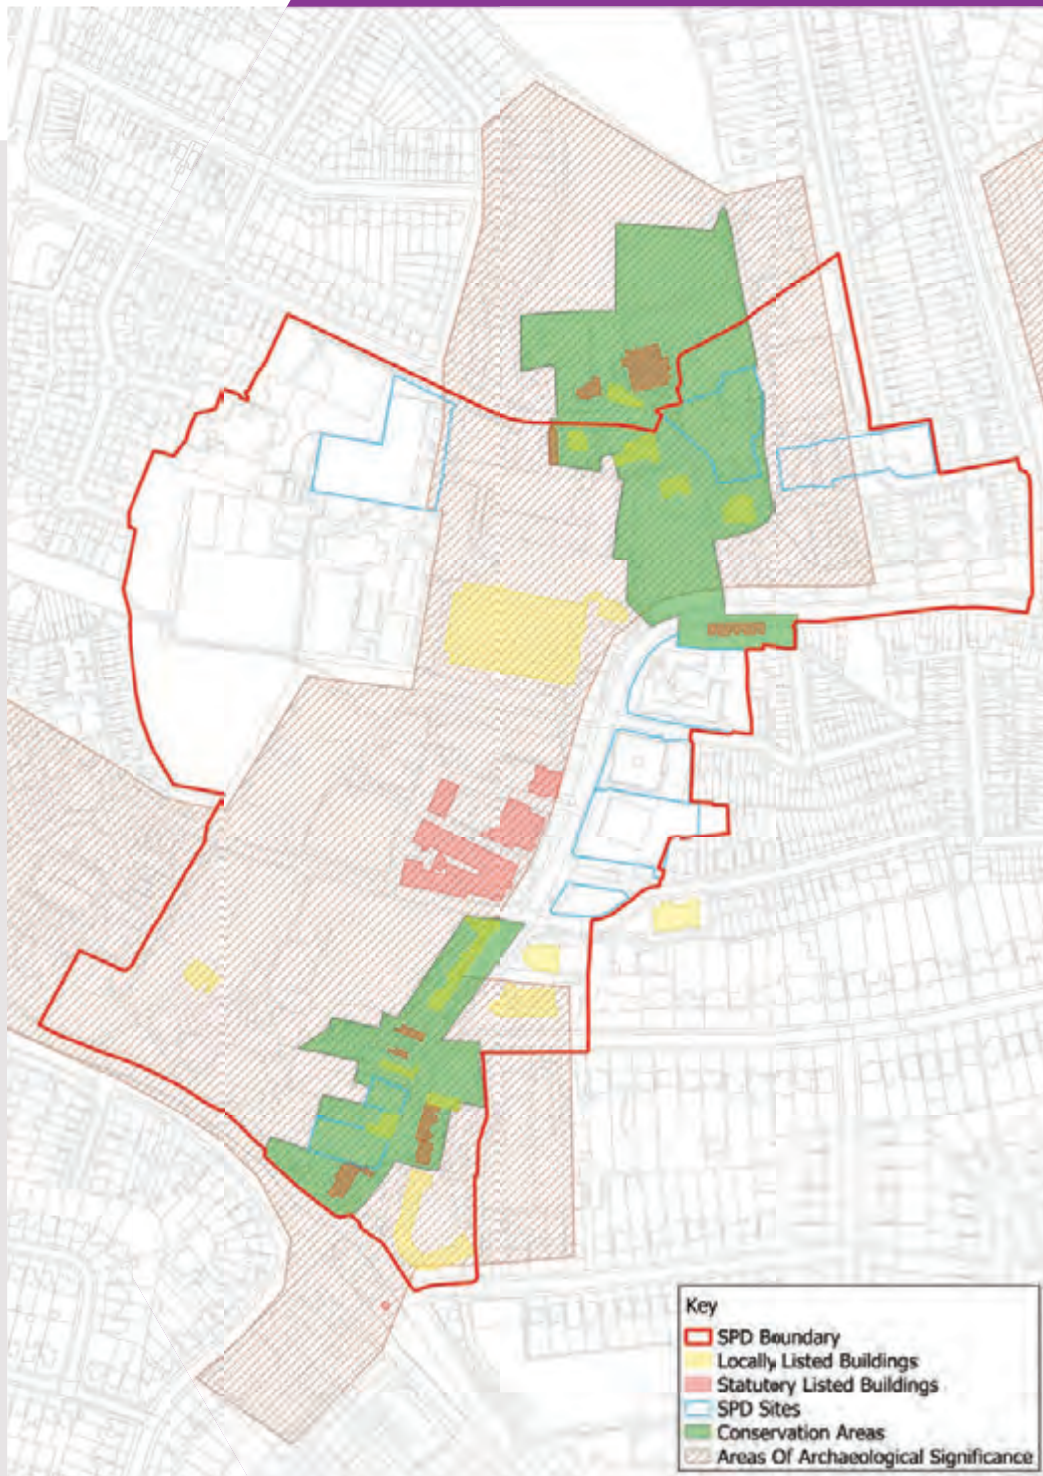 Key
SPD Boundary
Locally Listed Buildings
Statutory Listed Buildings
SPD Sites
Conservation Areas
Areas Of Archaeological Significance